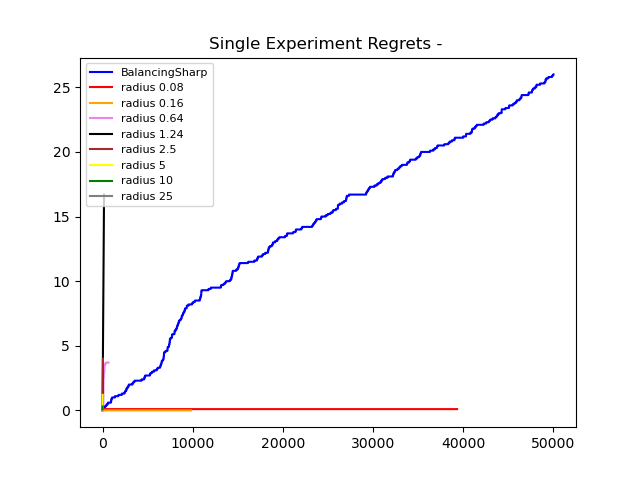 Single Experiment Regrets -
BalancingSharp
radius 0.08
radius 0.16
radius 0.64
radius 1.24
radius 2.5
radius 5
radius 10
radius 25
25
20
15
10
5
0
0 10000 20000 30000 40000 50000